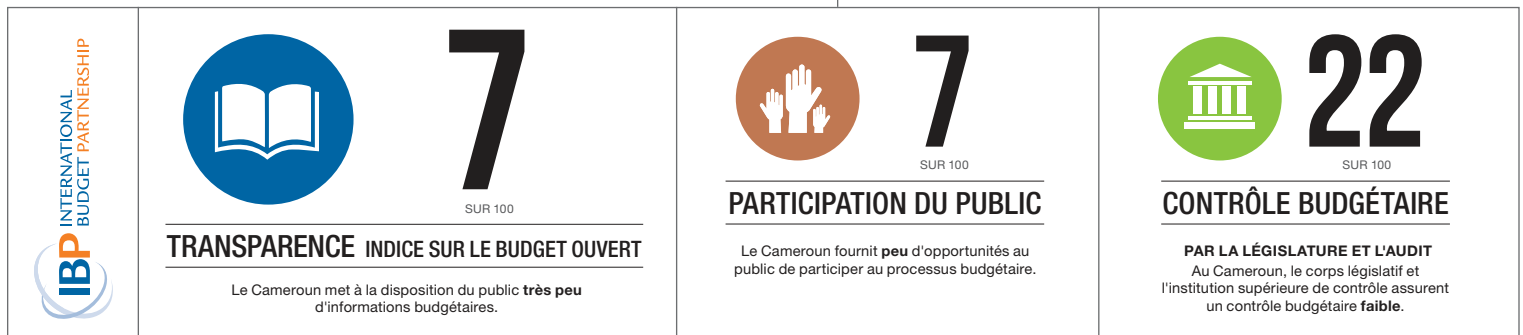 IBP INTERNATIONAL
BUDGET PARTNERSHIP
7
SUR 100
TRANSPARENCE INDICE SUR LE BUDGET OUVERT
Le Cameroun met à la disposition du public très peu
d'informations budgétaires.
7
SUR 100
PARTICIPATION DU PUBLIC
Le Cameroun fournit peu d'opportunités au
public de participer au processus budgétaire.
22
SUR 100
CONTRÔLE BUDGÉTAIRE
PAR LA LÉGISLATURE ET L'AUDIT
Au Cameroun, le corps législatif et
l'institution supérieure de contrôle assurent
un contrôle budgétaire faible.